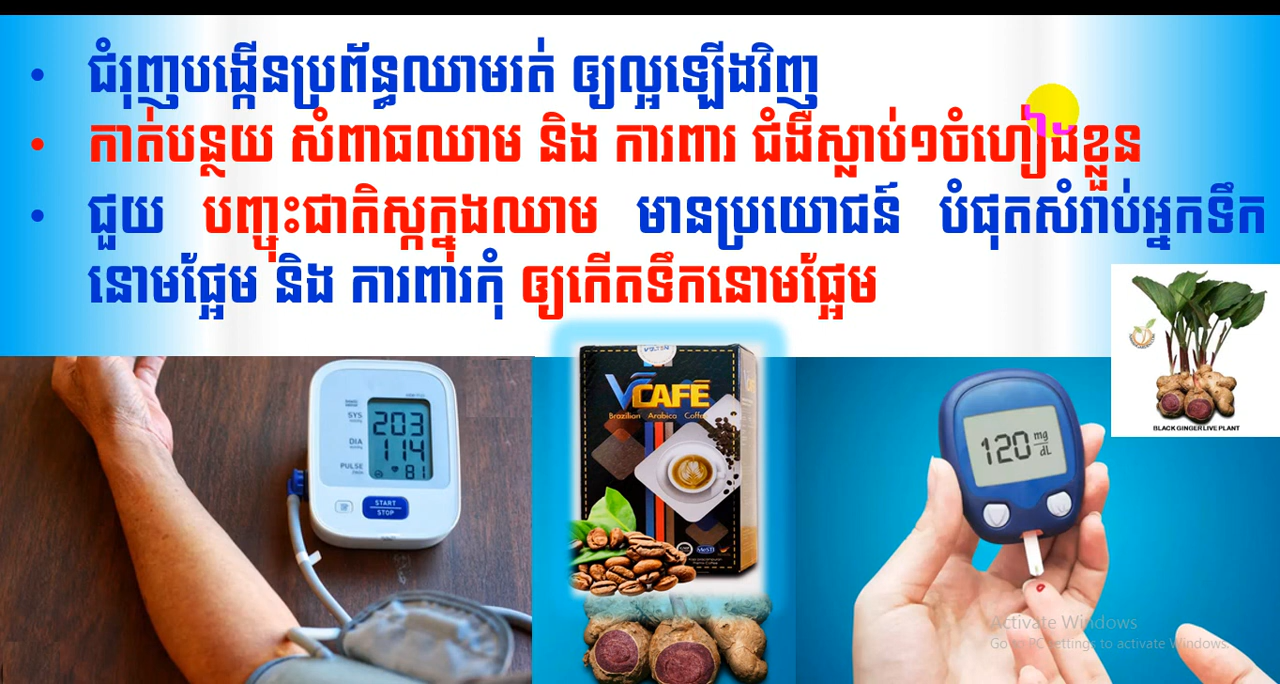 • ជំរុញបង្កើនប្រព័ន្ធឈាមរត់ ឲ្យល្អឡើងវិញ
• កាត់បន្ថយ សំពាធឈាម និង ការពារ ជំងឺស្លាប់១ចំហៀងខ្លួន
• ជួយ បញ្ចុះជាតិស្ករក្នុងឈាម មានប្រយោជន៍ បំផុតសំរាប់អ្នកទឹក
នោមផ្អែម និង ការពារកុំ ឲ្យកើតទឹកនោមផ្អែម
BLACK GINGER LIVE PLANT
VCAFÉ
Brazilian Arabica Coffee
SYS
203
DIA
114
PULSE
81
START
STOP
120 mg/dL
Activate Windows
Go to PC settings to activate Windows.